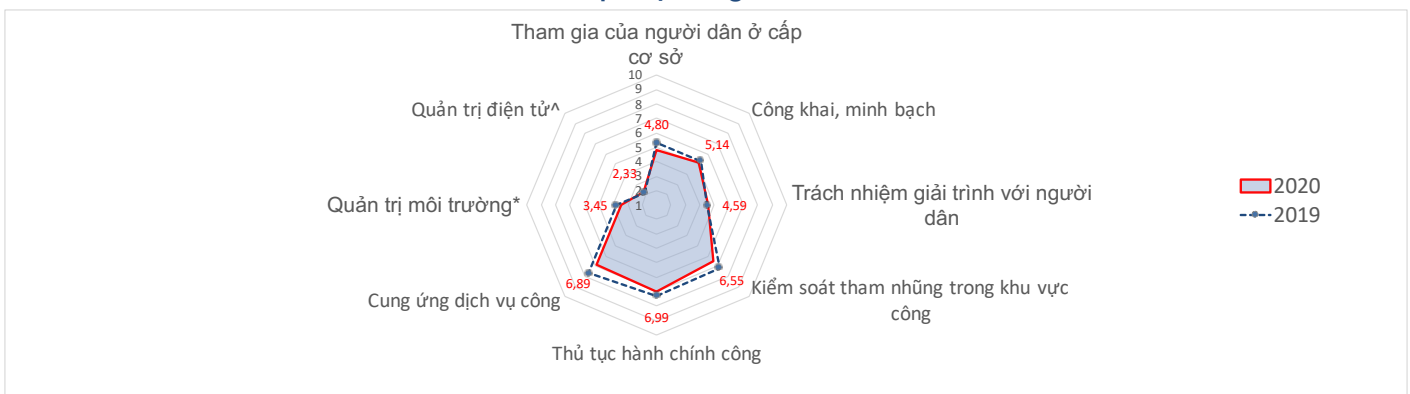 Tham gia của người dân ở cấp
cơ sở
Quản trị điện tử^
Công khai, minh bạch
10
9
8
7
6
5
4
3
2
1
4,80
5,14
2,33
Quản trị môi trường*
3,45
4,59
Trách nhiệm giải trình với người
dân
2020
2019
6,89
6,55
Cung ứng dịch vụ công
Kiểm soát tham nhũng trong khu vực
công
6,99
Thủ tục hành chính công